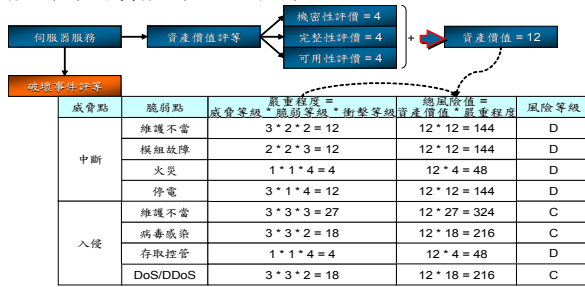 伺服器服務
資產價值評等
機密性評價 = 4
完整性評價 = 4
可用性評價 = 4
+
資產價值 = 12
破壞事件評等
威脅點 脆弱點 嚴重程度 = 威脅等級 * 脆弱等級 * 衝擊等級 總風險值 = 資產價值 * 嚴重程度 風險等級
中斷 維護不當 3 * 2 * 2 = 12 12 * 12 = 144 D
模組故障 2 * 2 * 3 = 12 12 * 12 = 144 D
火災 1 * 1 * 4 = 4 12 * 4 = 48 D
停電 3 * 1 * 4 = 12 12 * 12 = 144 D
入侵 維護不當 3 * 3 * 3 = 27 12 * 27 = 324 C
病毒感染 3 * 3 * 2 = 18 12 * 18 = 216 C
存取控管 1 * 1 * 4 = 4 12 * 4 = 48 D
DoS/DDoS 3 * 3 * 2 = 18 12 * 18 = 216 C